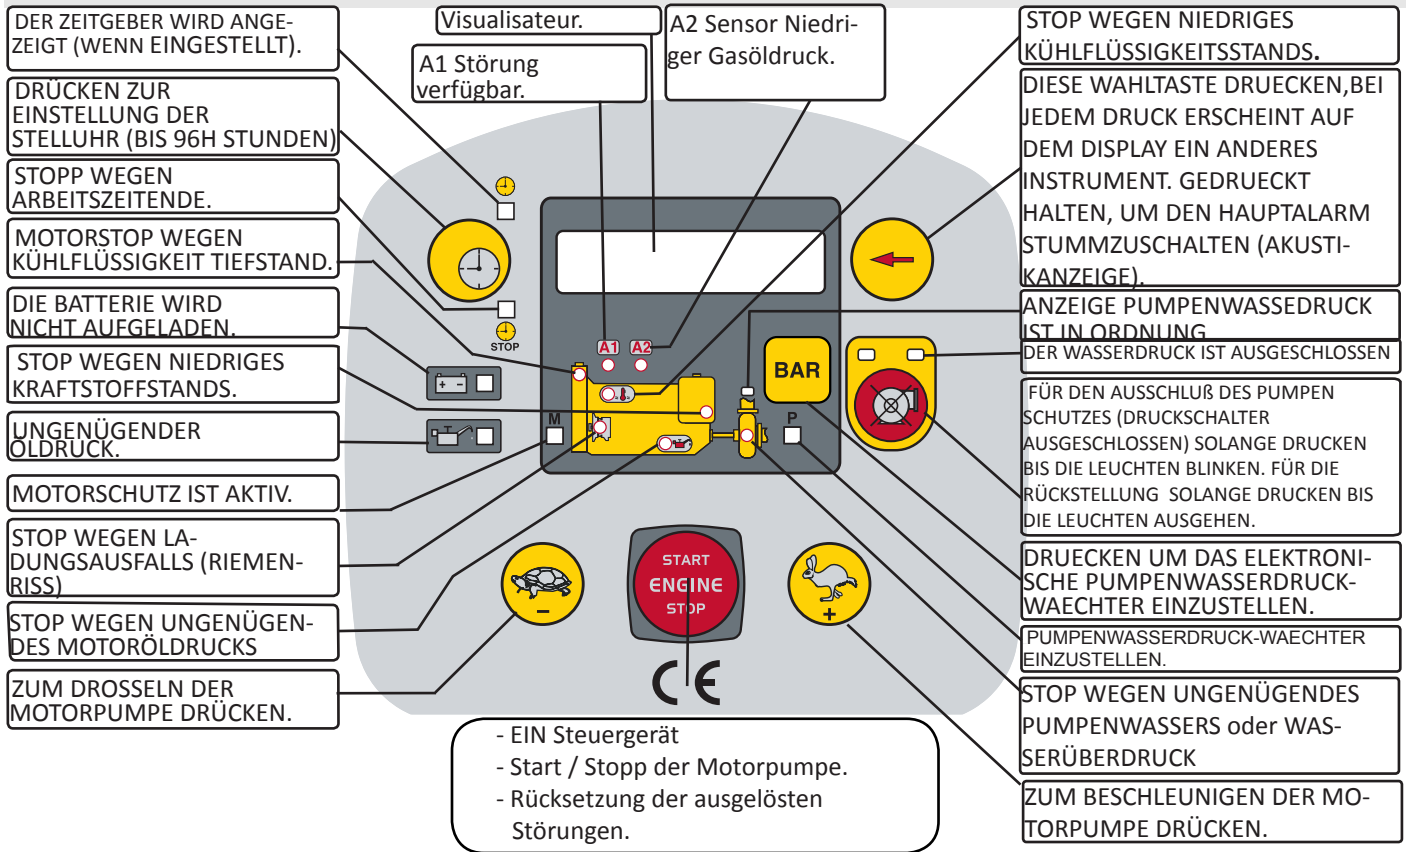 DER ZEITGEBER WIRD ANGE-
ZEIGT (WENN EINGESTELLT).
DRÜCKEN ZUR
EINSTELLUNG DER
STELLUHR (BIS 96H STUNDEN)
STOPP WEGEN
ARBEITSZEITENDE.
MOTORSTOP WEGEN
KÜHLFLÜSSIGKEIT TIEFSTAND.
DIE BATTERIE WIRD
NICHT AUFGELADEN.
STOP WEGEN NIEDRIGES
KRAFTSTOFFSTANDS.
UNGENÜGENDER
ÖLDRUCK.
MOTORSCHUTZ IST AKTIV.
STOP WEGEN LA-
DUNGSAUSFALLS (RIEMEN-
RISS)
STOP WEGEN UNGENÜGEN-
DES MOTORÖLDRUCKS
ZUM DROSSELN DER
MOTORPUMPE DRÜCKEN.
Visualisateur.
A1 Störung
verfügbar.
A2 Sensor Niedri-
ger Gasöldruck.
STOP
A1 A2
BAR
M
P
START
ENGINE
STOP
-
+
CE
- EIN Steuergerät
- Start / Stopp der Motorpumpe.
- Rücksetzung der ausgelösten
Störungen.
STOP WEGEN NIEDRIGES
KÜHLFLÜSSIGKEITSSTANDS.
DIESE WAHLTASTE DRUECKEN,BEI
JEDEM DRUCK ERSCHEINT AUF
DEM DISPLAY EIN ANDERES
INSTRUMENT. GEDRUECKT
HALTEN, UM DEN HAUPTALARM
STUMMZUSCHALTEN (AKUSTI-
KANZEIGE).
ANZEIGE PUMPENWASSEDRUCK
IST IN ORDNUNG
DER WASSERDRUCK IST AUSGESCHLOSSEN
FÜR DEN AUSSCHLUß DES PUMPEN
SCHUTZES (DRUCKSCHALTER
AUSGESCHLOSSEN) SOLANGE DRUCKEN
BIS DIE LEUCHTEN BLINKEN. FÜR DIE
RÜCKSTELLUNG SOLANGE DRUCKEN BIS
DIE LEUCHTEN AUSGEHEN.
DRUECKEN UM DAS ELEKTRONI-
SCHE PUMPENWASSERDRUCK-
WAECHTER EINZUSTELLEN.
PUMPENWASSERDRUCK-WAECHTER
EINZUSTELLEN.
STOP WEGEN UNGENÜGENDES
PUMPENWASSERS oder WAS-
SERÜBERDRUCK
ZUM BESCHLEUNIGEN DER MO-
TORPUMPE DRÜCKEN.